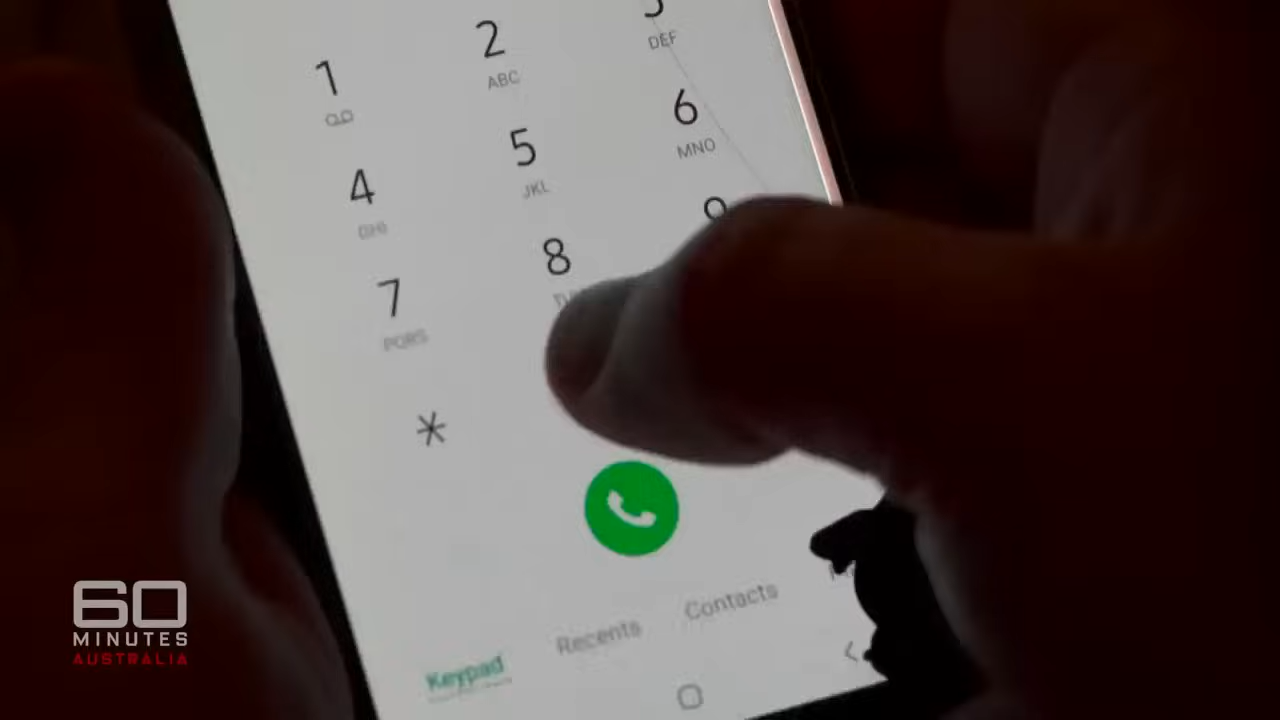 1
2
ABC
3
DEF
4
GHI
5
JKL
6
MNO
7
PQRS
8
9
*
Keypad
Recents
Contacts
60
MINUTES
AUSTRALIA